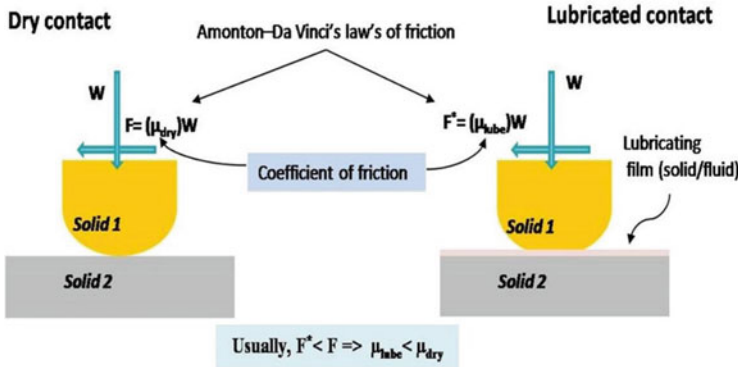 Dry contact
Lubricated contact
Amonton–Da Vinci's law's of friction
W
F= (μdry)W
W
F*= (μlube)W
Coefficient of friction
Lubricating
film (solid/fluid)
Solid 1
Solid 2
Solid 1
Solid 2
Usually, F* < F => μlube < μdry